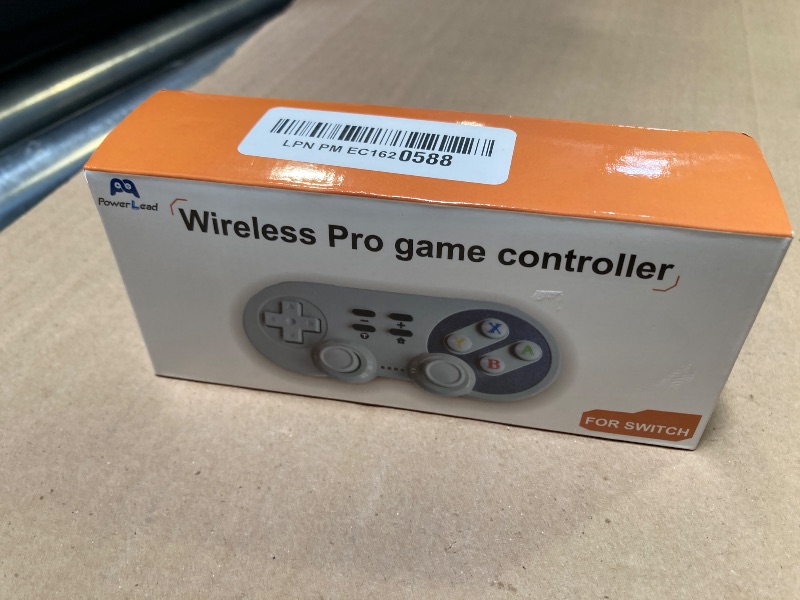 LPN PM EC1620588
PowerLead
Wireless Pro game controller
X
Y
A
B
FOR SWITCH